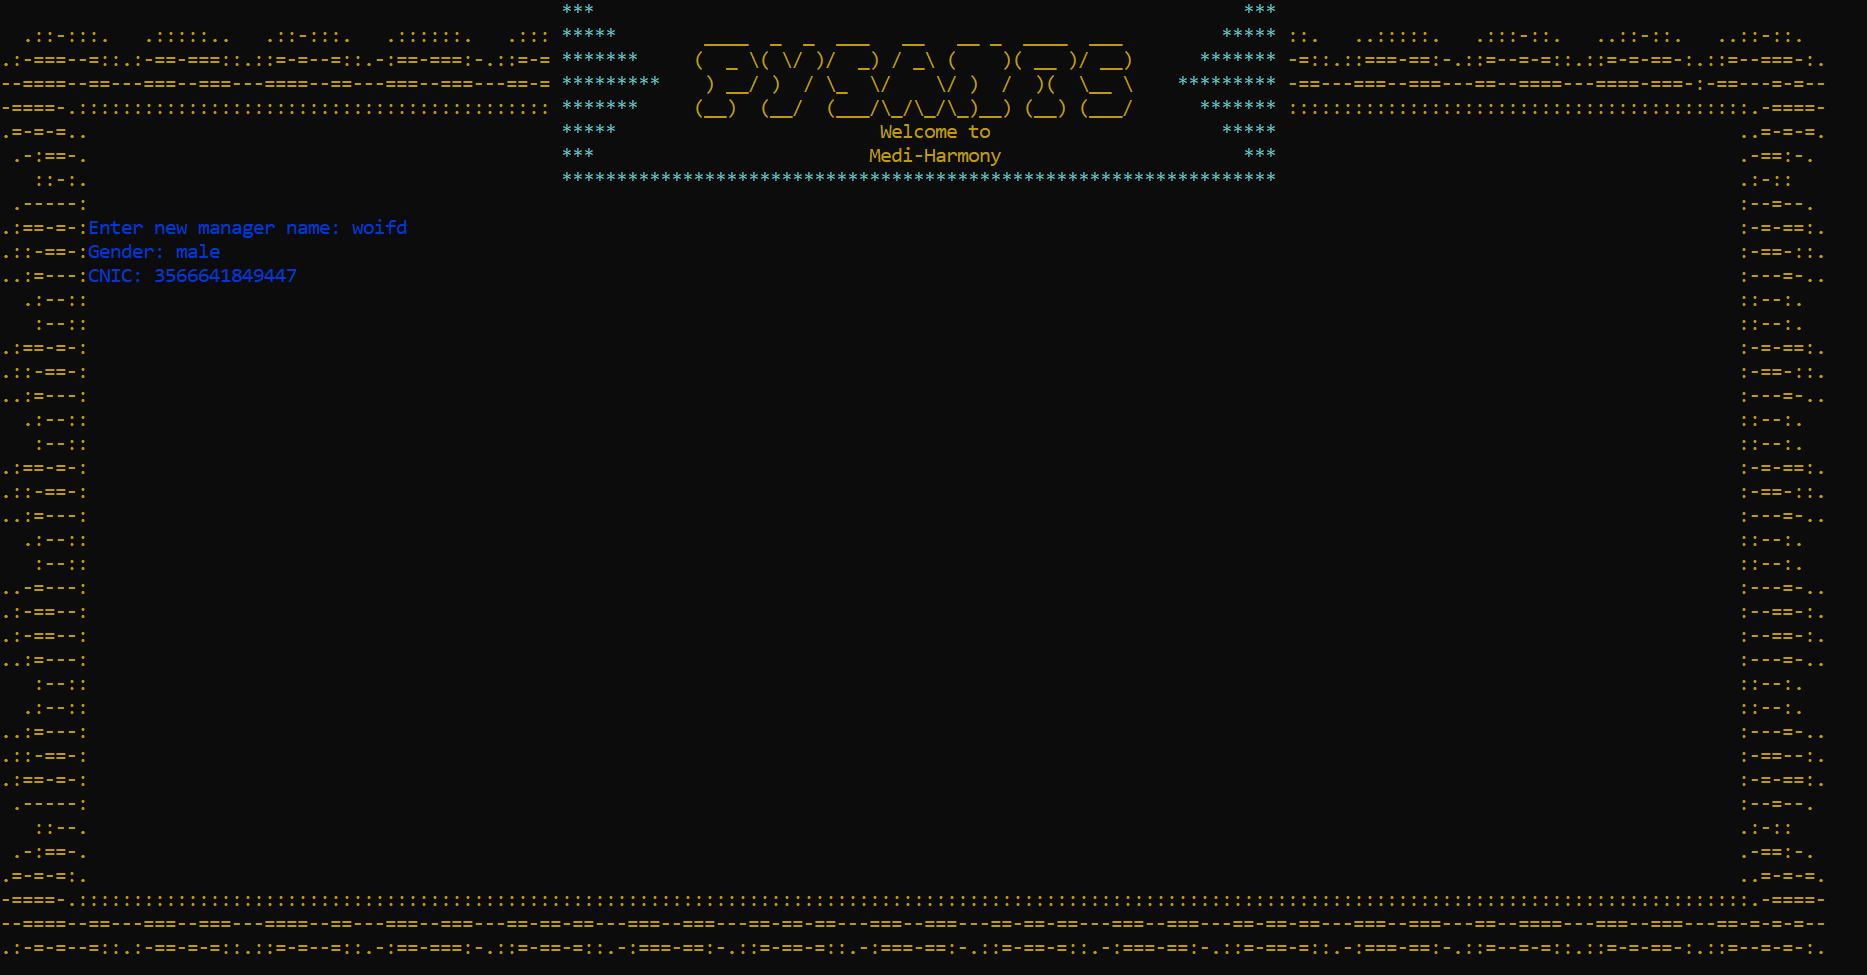 Welcome to
Medi-Harmony
Enter new manager name: woifd
Gender: male
CNIC: 3566641849447